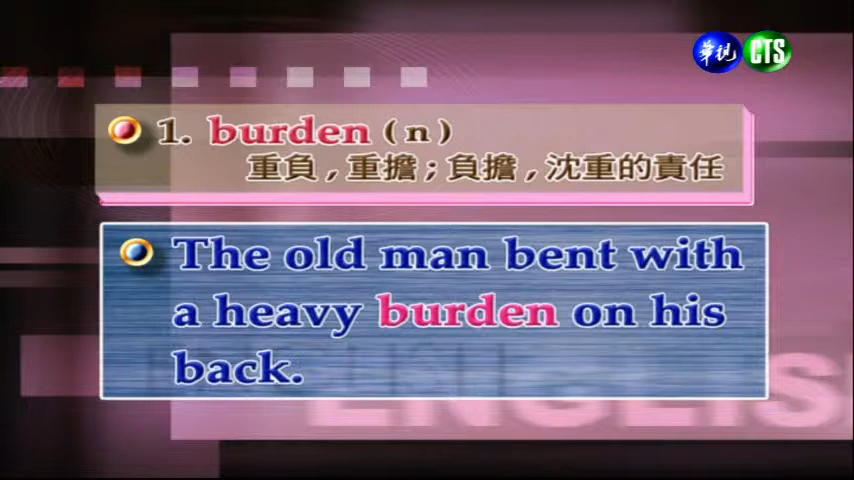 華視 CTS
1. burden (n)
重負,重擔;負擔,沈重的責任
The old man bent with
a heavy burden on his
back.
ENGLISH